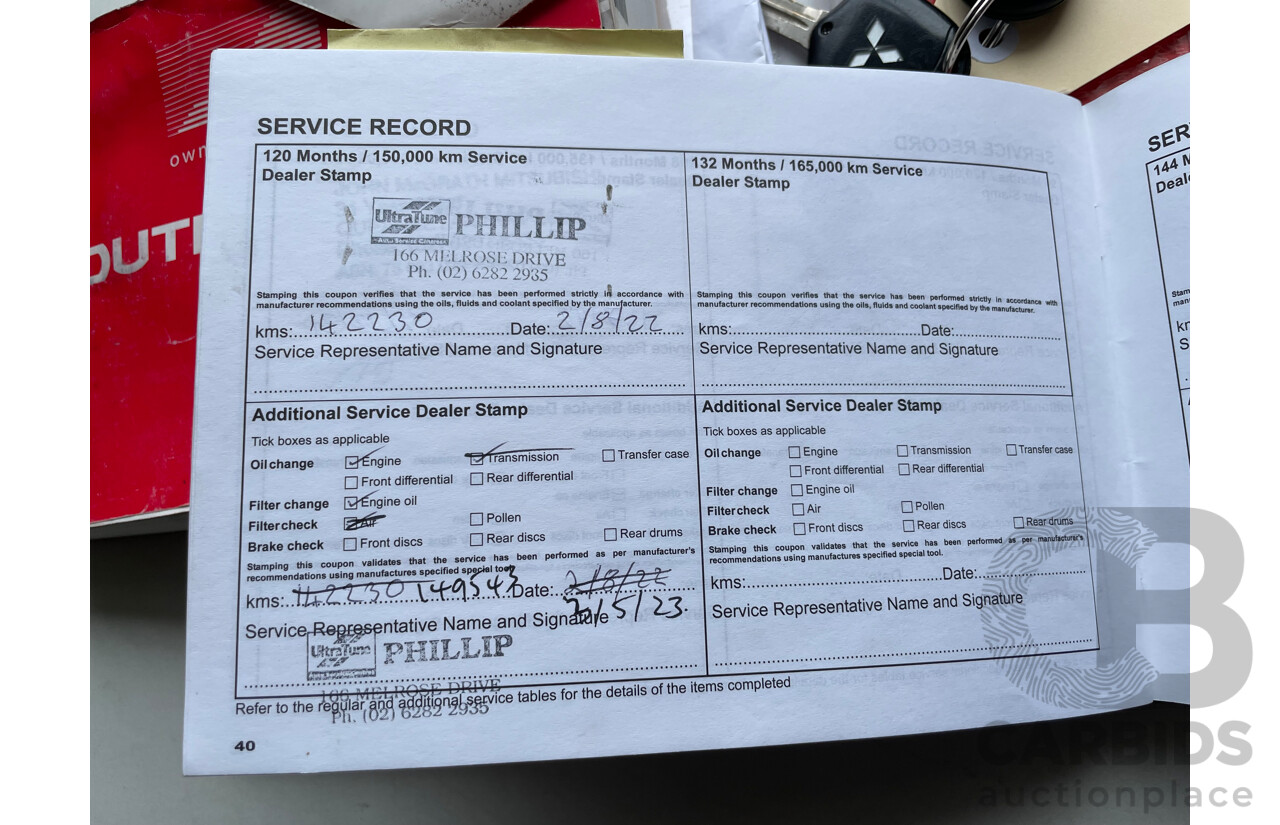 SERVICE RECORD
120 Months / 150,000 km Service
Dealer Stamp
UltraTune PHILLIP
Auto Service Centres
166 MELROSE DRIVE
Ph. (02) 6282 2935
Stamping this coupon verifies that the service has been performed strictly in accordance with
manufacturer recommendations using the oils, fluids and coolant specified by the manufacturer.
kms: 142230 Date: 2/8/22
Service Representative Name and Signature
Additional Service Dealer Stamp
Tick boxes as applicable
Oil change Engine Transmission Transfer case
Front differential Rear differential
Filter change Engine oil
Filter check Air Pollen
Brake check Front discs Rear discs Rear drums
Stamping this coupon validates that the service has been performed as per manufacturer's
recommendations using manufactures specified special tool.
kms: 142230 149543 Date: 2/8/22
/5/23.
Service Representative Name and Signature
UltraTune PHILLIP
166 MELROSE DRIVE
Ph. (02) 6282 2935
Refer to the regular and additional service tables for the details of the items completed
40
132 Months / 165,000 km Service
Dealer Stamp
Stamping this coupon verifies that the service has been performed strictly in accordance with
manufacturer recommendations using the oils, fluids and coolant specified by the manufacturer.
kms: Date:
Service Representative Name and Signature
Additional Service Dealer Stamp
Tick boxes as applicable
Oil change Engine Transmission Transfer case
Front differential Rear differential
Filter change Engine oil
Filter check Air Pollen
Brake check Front discs Rear discs Rear drums
Stamping this coupon validates that the service has been performed as per manufacturer's
recommendations using manufactures specified special tool.
kms: Date:
Service Representative Name and Signature
SER
144 M
Deal
own
OUT
CARBIDS
auctionplace